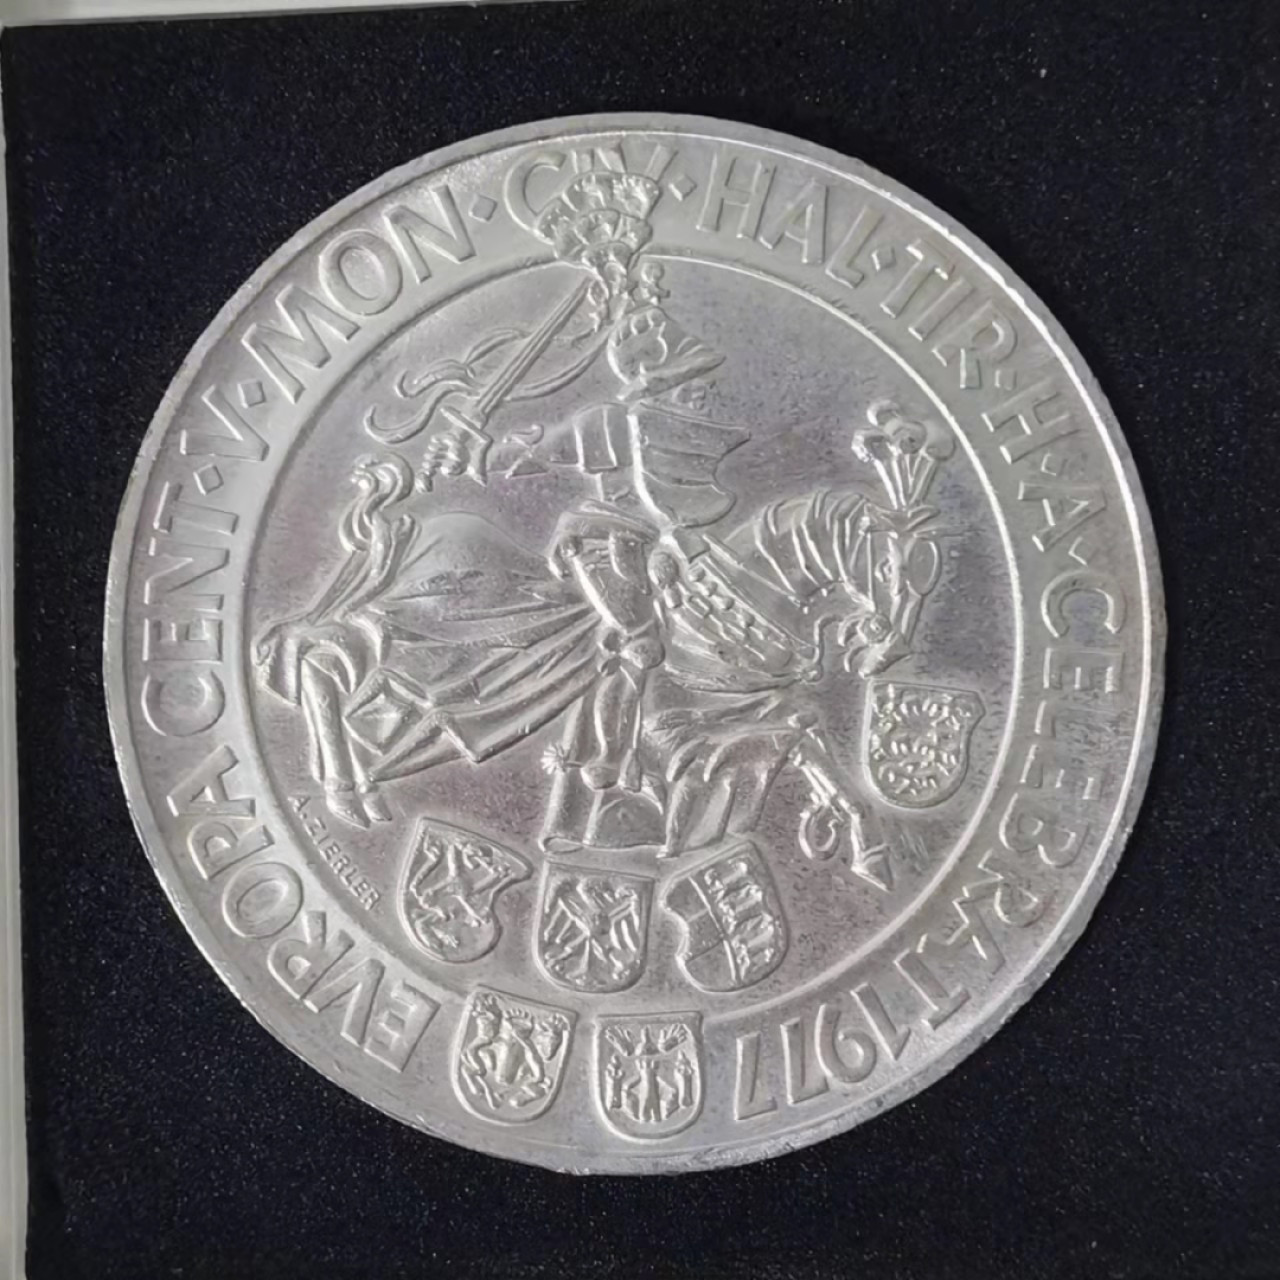 EVROPA CENT·V·MON·CIV·HAL·TIR·H·A·CELEBRAT 1977
A.ZIERLER